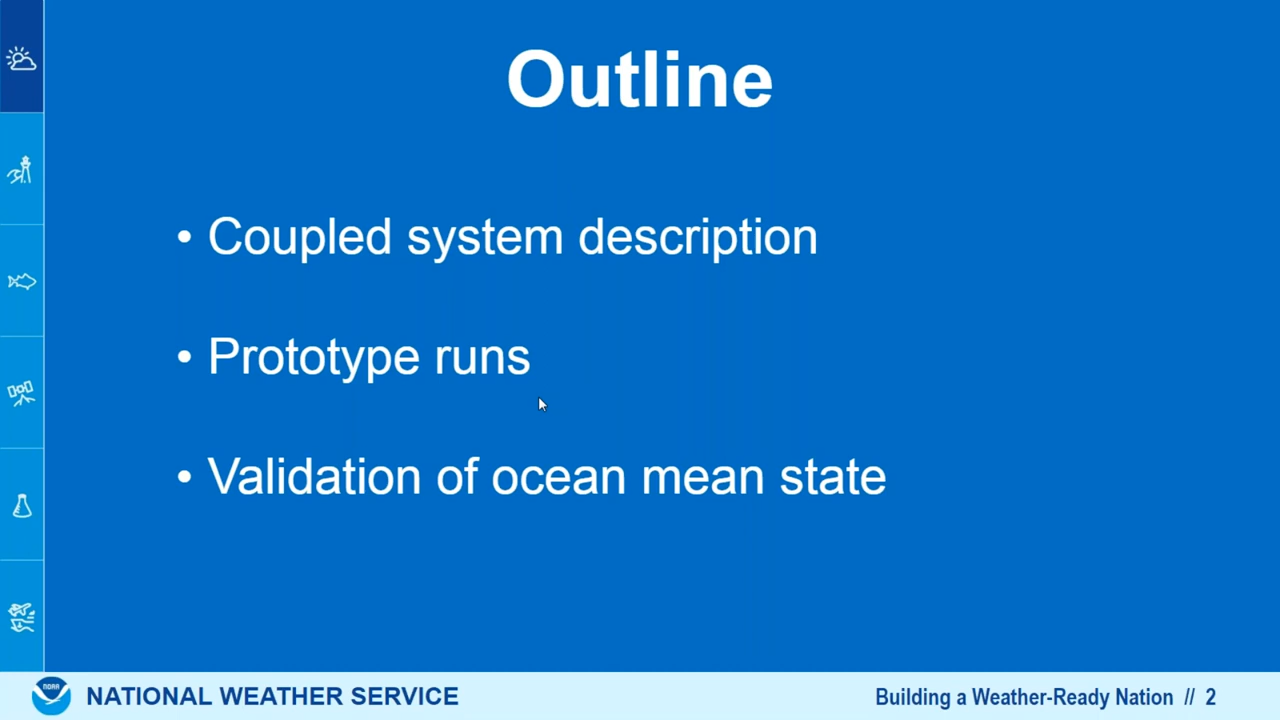 Outline
• Coupled system description
• Prototype runs
• Validation of ocean mean state
NOAA
NATIONAL WEATHER SERVICE
Building a Weather-Ready Nation // 2